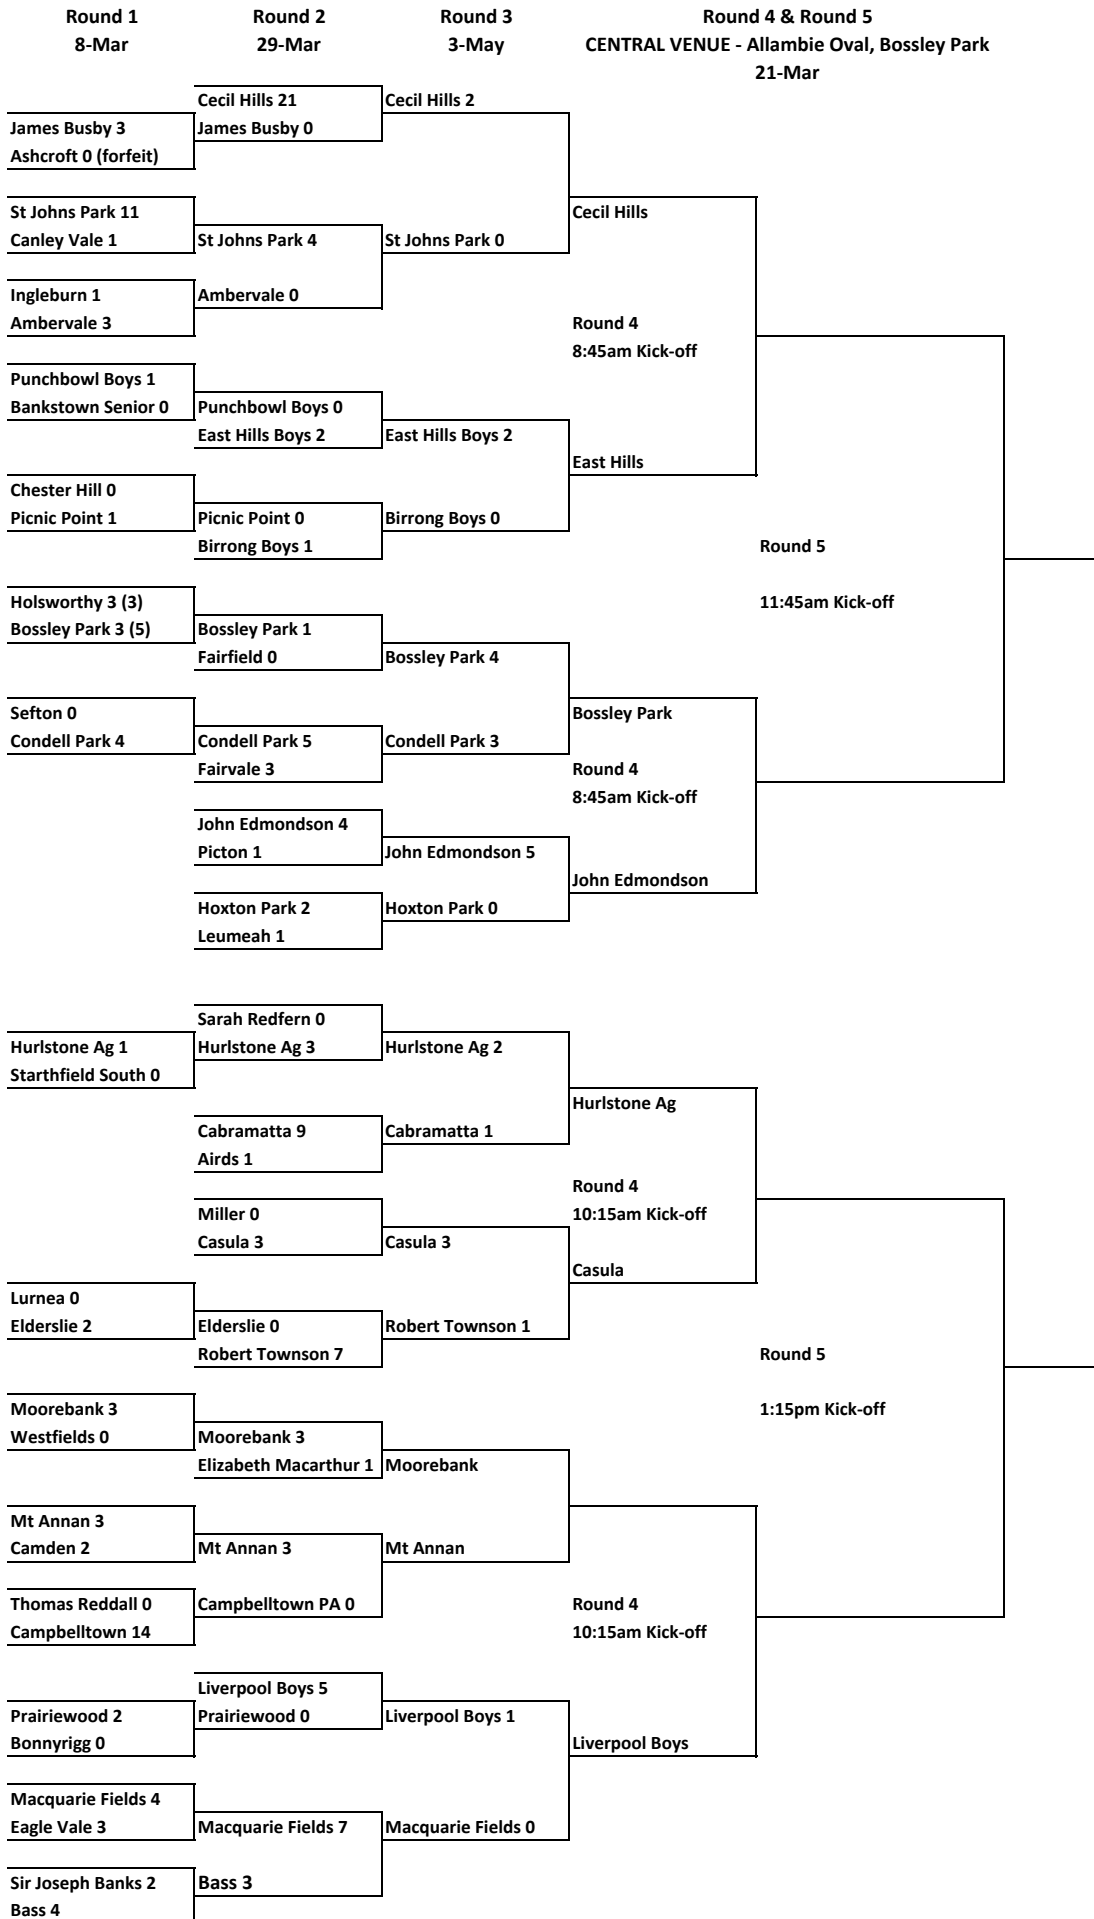 Round 1
8-Mar
Round 2
29-Mar
Round 3
3-May
Round 4 & Round 5
CENTRAL VENUE - Allambie Oval, Bossley Park
21-Mar
James Busby 3
Ashcroft 0 (forfeit)
St Johns Park 11
Canley Vale 1
Ingleburn 1
Ambervale 3
Punchbowl Boys 1
Bankstown Senior 0
Chester Hill 0
Picnic Point 1
Holsworthy 3 (3)
Bossley Park 3 (5)
Sefton 0
Condell Park 4
Hurlstone Ag 1
Starthfield South 0
Lurnea 0
Elderslie 2
Moorebank 3
Westfields 0
Mt Annan 3
Camden 2
Thomas Reddall 0
Campbelltown 14
Prairiewood 2
Bonnyrigg 0
Macquarie Fields 4
Eagle Vale 3
Sir Joseph Banks 2
Bass 4
Cecil Hills 21
James Busby 0
St Johns Park 4
Ambervale 0
Punchbowl Boys 0
East Hills Boys 2
Picnic Point 0
Birrong Boys 1
Bossley Park 1
Fairfield 0
Condell Park 5
Fairvale 3
John Edmondson 4
Picton 1
Hoxton Park 2
Leumeah 1
Sarah Redfern 0
Hurlstone Ag 3
Cabramatta 9
Airds 1
Miller 0
Casula 3
Elderslie 0
Robert Townson 7
Moorebank 3
Elizabeth Macarthur 1
Mt Annan 3
Campbelltown PA 0
Liverpool Boys 5
Prairiewood 0
Macquarie Fields 7
Bass 3
Cecil Hills 2
St Johns Park 0
East Hills Boys 2
Birrong Boys 0
Bossley Park 4
Condell Park 3
John Edmondson 5
Hoxton Park 0
Hurlstone Ag 2
Cabramatta 1
Casula 3
Robert Townson 1
Moorebank
Mt Annan
Liverpool Boys 1
Macquarie Fields 0
Cecil Hills
Round 4
8:45am Kick-off
East Hills
Bossley Park
Round 4
8:45am Kick-off
John Edmondson
Hurlstone Ag
Round 4
10:15am Kick-off
Casula
Round 4
10:15am Kick-off
Liverpool Boys
Round 5
11:45am Kick-off
Round 5
1:15pm Kick-off